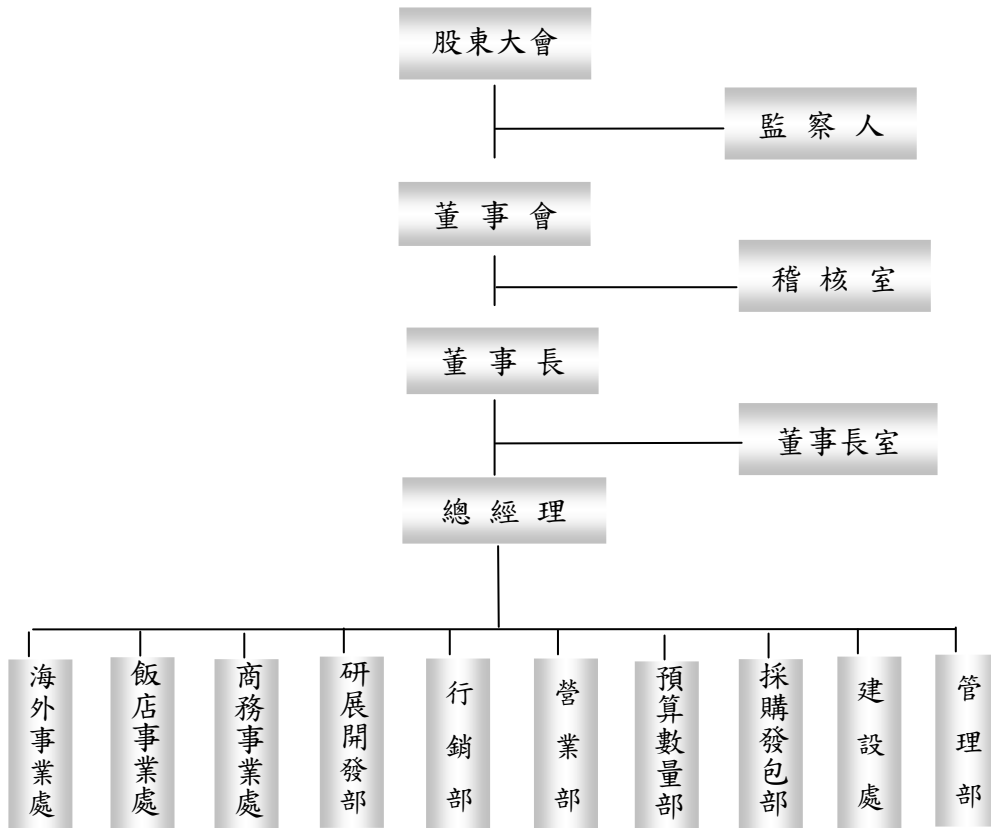 股東大會
監察人
董事會
稽核室
董事長
董事長室
總經理
海外事業處
飯店事業處
商務事業處
研展開發部
行銷部
營業部
預算數量部
採購發包部
建設處
管理部